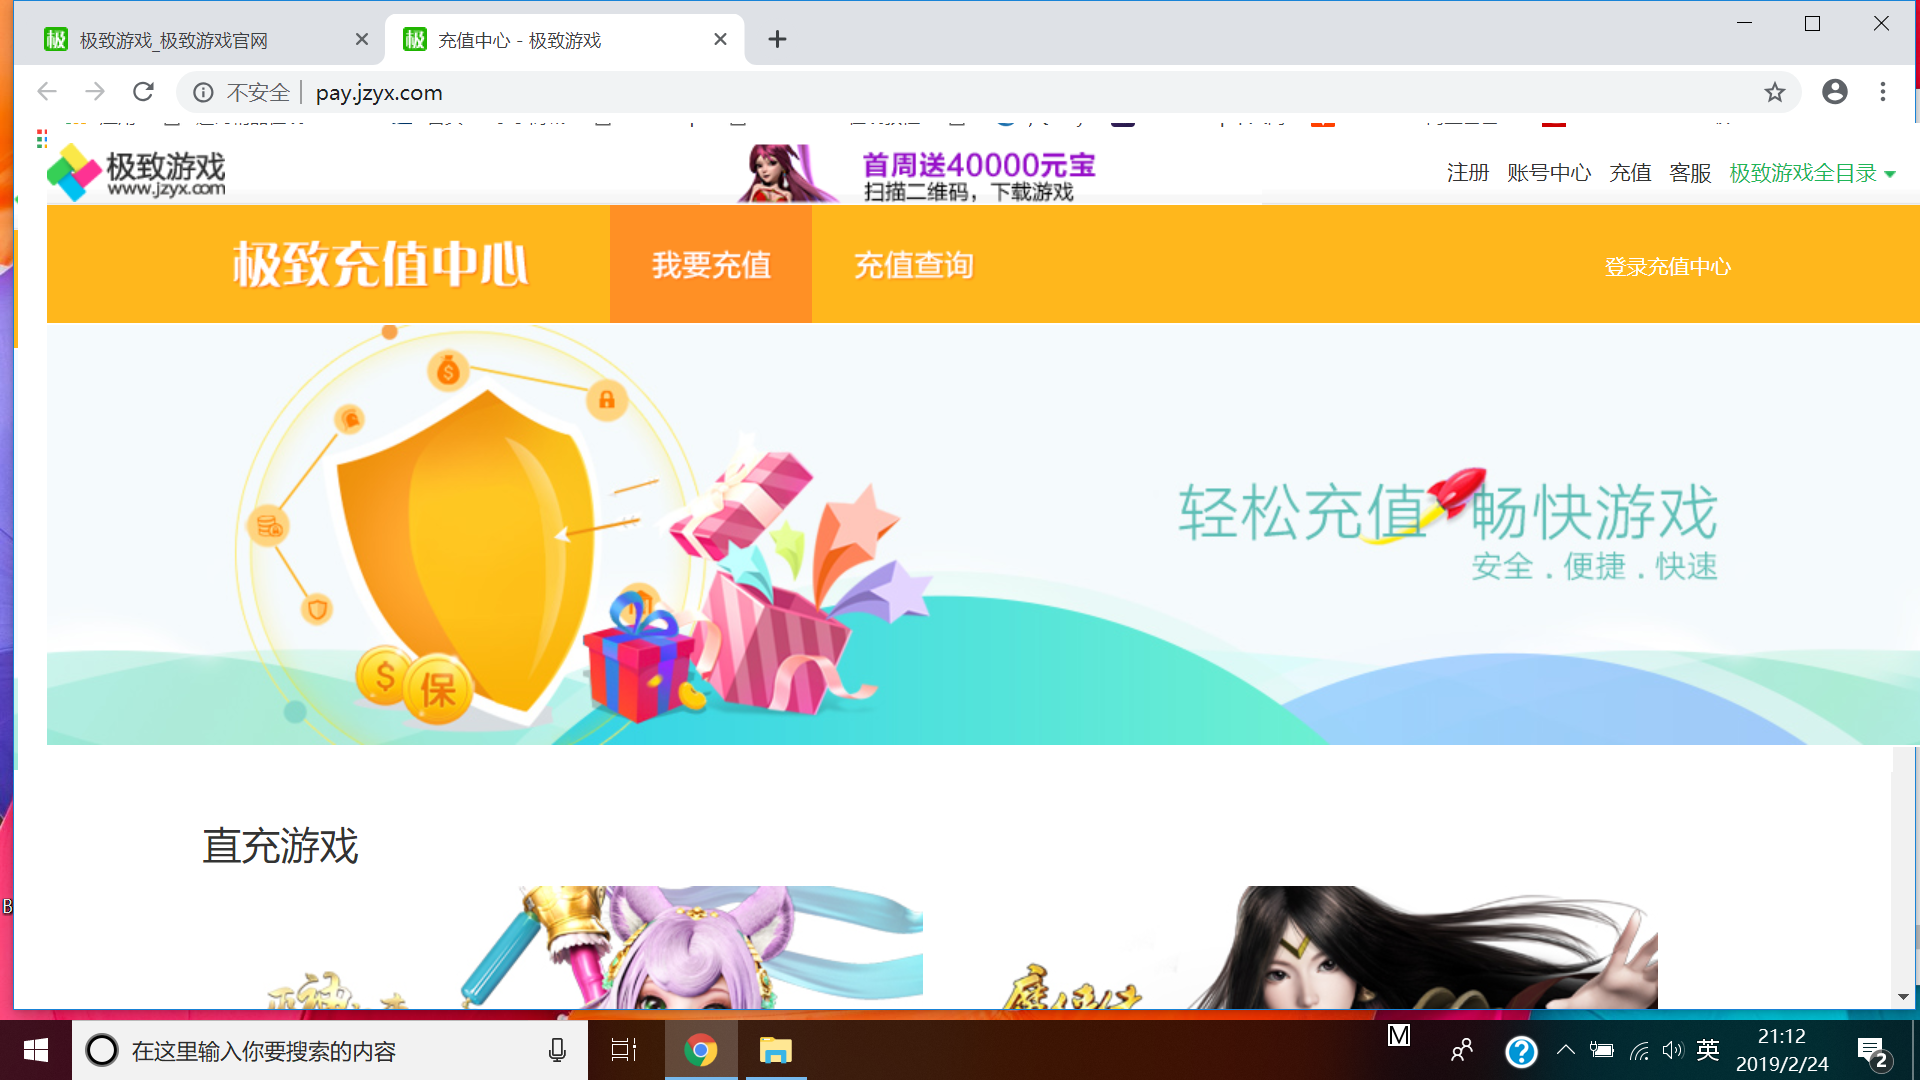 极致游戏_极致游戏官网
充值中心 - 极致游戏
不安全 pay.jzyx.com
极致游戏
www.jzyx.com
首周送40000元宝
扫描二维码，下载游戏
注册 账号中心 充值 客服 极致游戏全目录
极致充值中心 我要充值 充值查询 登录充值中心
轻松充值 畅快游戏
安全 . 便捷 . 快速
$ 保
直充游戏
B
在这里输入你要搜索的内容
M
英
21:12
2019/2/24
2